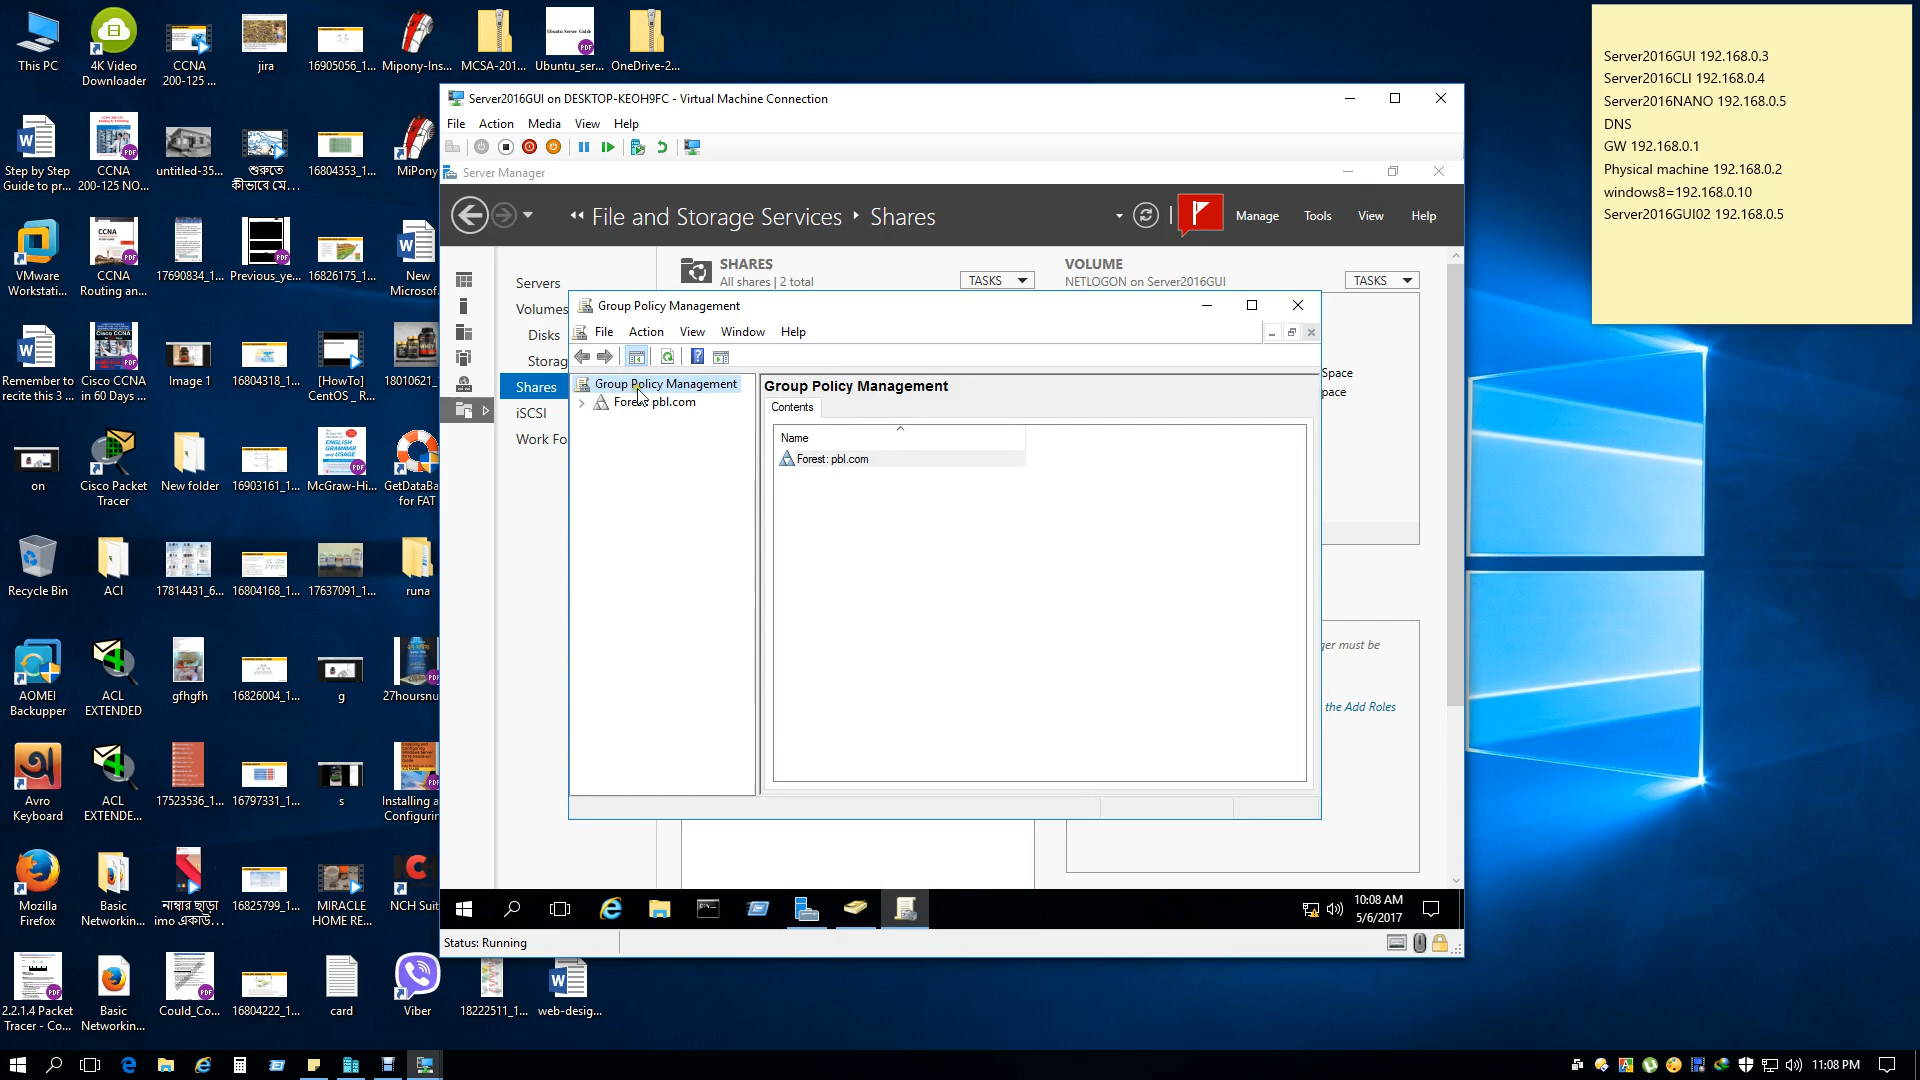 This PC
4K Video
Downloader
CCNA
200-125 ...
jira
16905056_1...
Mipony-Ins...
MCSA-201...
Ubuntu Server Guide
Ubuntu_ser...
OneDrive-2...
Step by Step
Guide to pr...
CCNA
200-125 NO...
untitled-35...
শুরুতে
কীভাবে মে...
16804353_1...
MiPony
VMware
Workstati...
CCNA
Routing an...
17690834_1...
Previous_ye...
16826175_1...
New
Microsof
Remember to
recite this 3 ...
Cisco CCNA
in 60 Days ...
Image 1
16804318_1...
[HowTo]
CentOS _ R...
18010621_
on
Cisco Packet
Tracer
New folder
16903161_1...
McGraw-Hi...
GetDataBa
for FAT
Recycle Bin
ACI
17814431_6...
16804168_1...
17637091_1...
runa
AOMEI
Backupper
ACL
EXTENDED
gfhgfh
16826004_1...
g
27hoursnu
Avro
Keyboard
ACL
EXTENDE...
17523536_1...
16797331_1...
s
Installing a
Configurin
Mozilla
Firefox
Basic
Networkin...
নাম্বার ছাড়া
imo একাউ...
16825799_1...
MIRACLE
HOME RE...
NCH Suit
2.2.1.4 Packet
Tracer - Co...
Basic
Networkin...
Could_Co...
16804222_1...
card
Viber
18222511_1...
web-desig...
Server2016GUI on DESKTOP-KEOH9FC - Virtual Machine Connection
File Action Media View Help
Server Manager
File and Storage Services Shares
Manage Tools View Help
Servers
Volumes
Disks
Storag
Shares
iSCSI
Work Fo
SHARES
All shares | 2 total
TASKS
VOLUME
NETLOGON on Server2016GUI
TASKS
Space
pace
ger must be
the Add Roles
Group Policy Management
File Action View Window Help
Group Policy Management
Forest: pbl.com
Group Policy Management
Contents
Name
Forest: pbl.com
10:08 AM
5/6/2017
Status: Running
Server2016GUI 192.168.0.3
Server2016CLI 192.168.0.4
Server2016NANO 192.168.0.5
DNS
GW 192.168.0.1
Physical machine 192.168.0.2
windows8=192.168.0.10
Server2016GUI02 192.168.0.5
11:08 PM